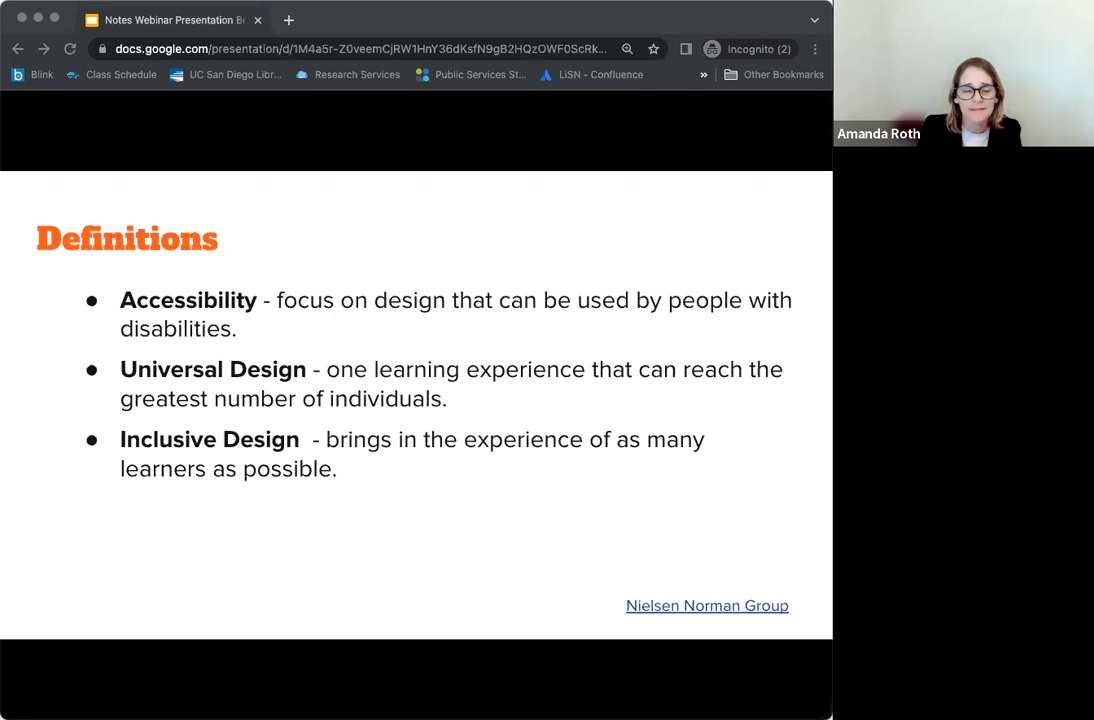 Notes Webinar Presentation Be
docs.google.com/presentation/d/1M4a5r-Z0veemCjRW1HnY36dKsfN9gB2HQzOWF0ScRk...
Incognito (2)
Blink
Class Schedule
UC San Diego Libr...
Research Services
Public Services St...
LiSN - Confluence
»
Other Bookmarks
Amanda Roth
Definitions
● Accessibility - focus on design that can be used by people with
disabilities.
● Universal Design - one learning experience that can reach the
greatest number of individuals.
● Inclusive Design - brings in the experience of as many
learners as possible.
Nielsen Norman Group